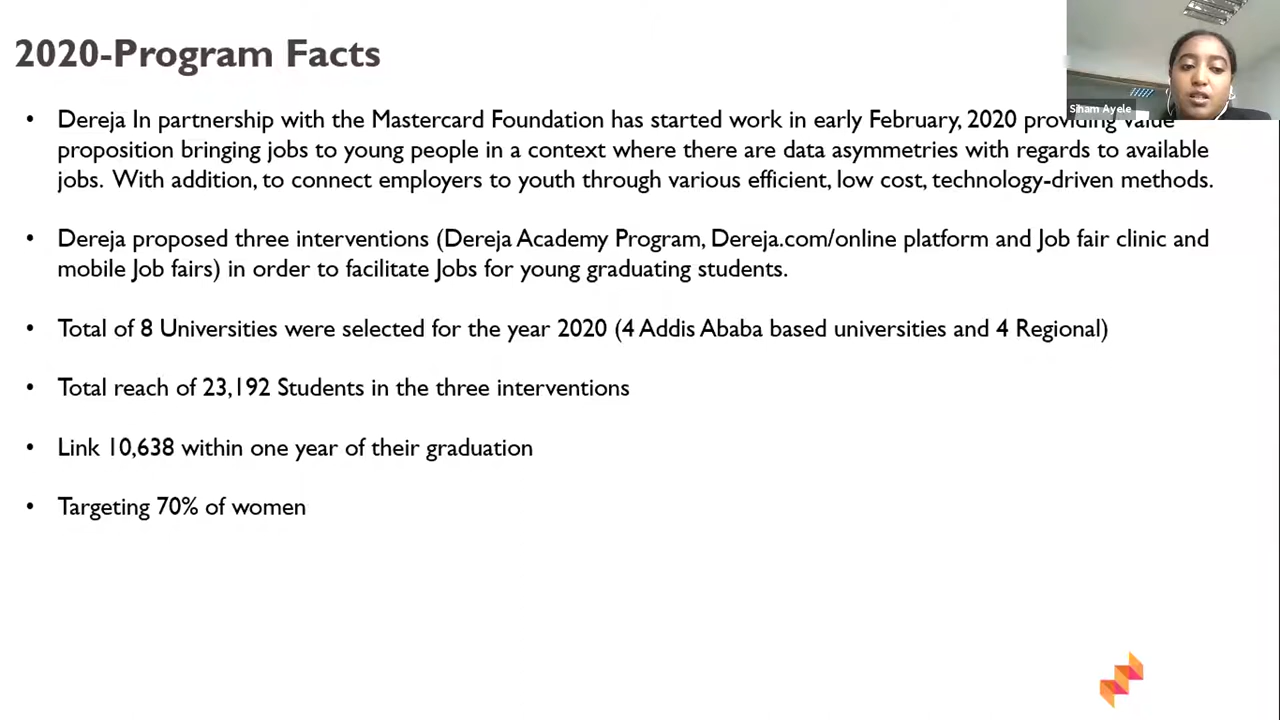 2020-Program Facts
Siham Ayele
• Dereja In partnership with the Mastercard Foundation has started work in early February, 2020 providing value
proposition bringing jobs to young people in a context where there are data asymmetries with regards to available
jobs. With addition, to connect employers to youth through various efficient, low cost, technology-driven methods.
• Dereja proposed three interventions (Dereja Academy Program, Dereja.com/online platform and Job fair clinic and
mobile Job fairs) in order to facilitate Jobs for young graduating students.
• Total of 8 Universities were selected for the year 2020 (4 Addis Ababa based universities and 4 Regional)
• Total reach of 23,192 Students in the three interventions
• Link 10,638 within one year of their graduation
• Targeting 70% of women